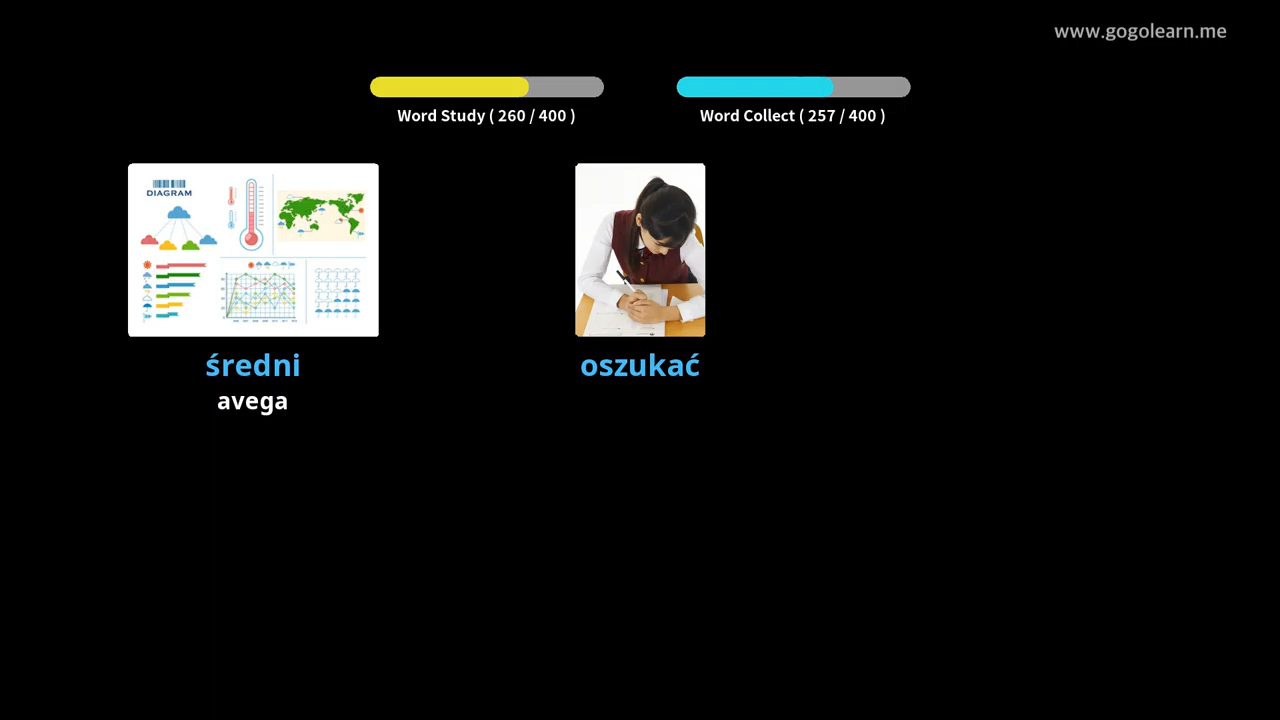 www.gogolearn.me
Word Study ( 260 / 400 )
Word Collect ( 257 / 400 )
DIAGRAM
średni
avega
oszukać